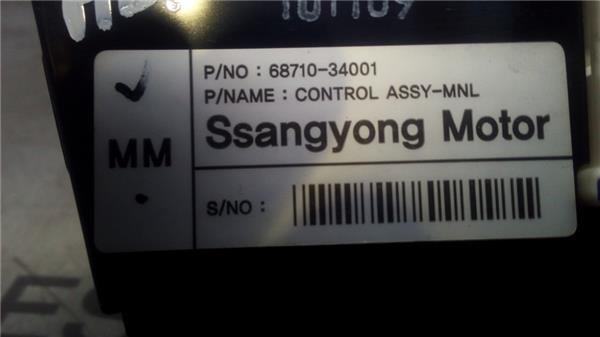 P/NO : 68710-34001
P/NAME : CONTROL ASSY-MNL
MM
Ssangyong Motor
S/NO :